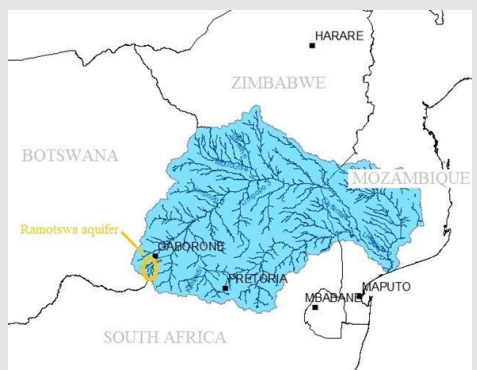 HARARE
ZIMBABWE
BOTSWANA
MOZAMBIQUE
Ramotswa aquifer
GABORONE
PRETORIA
MBABANE
MAPUTO
SOUTH AFRICA